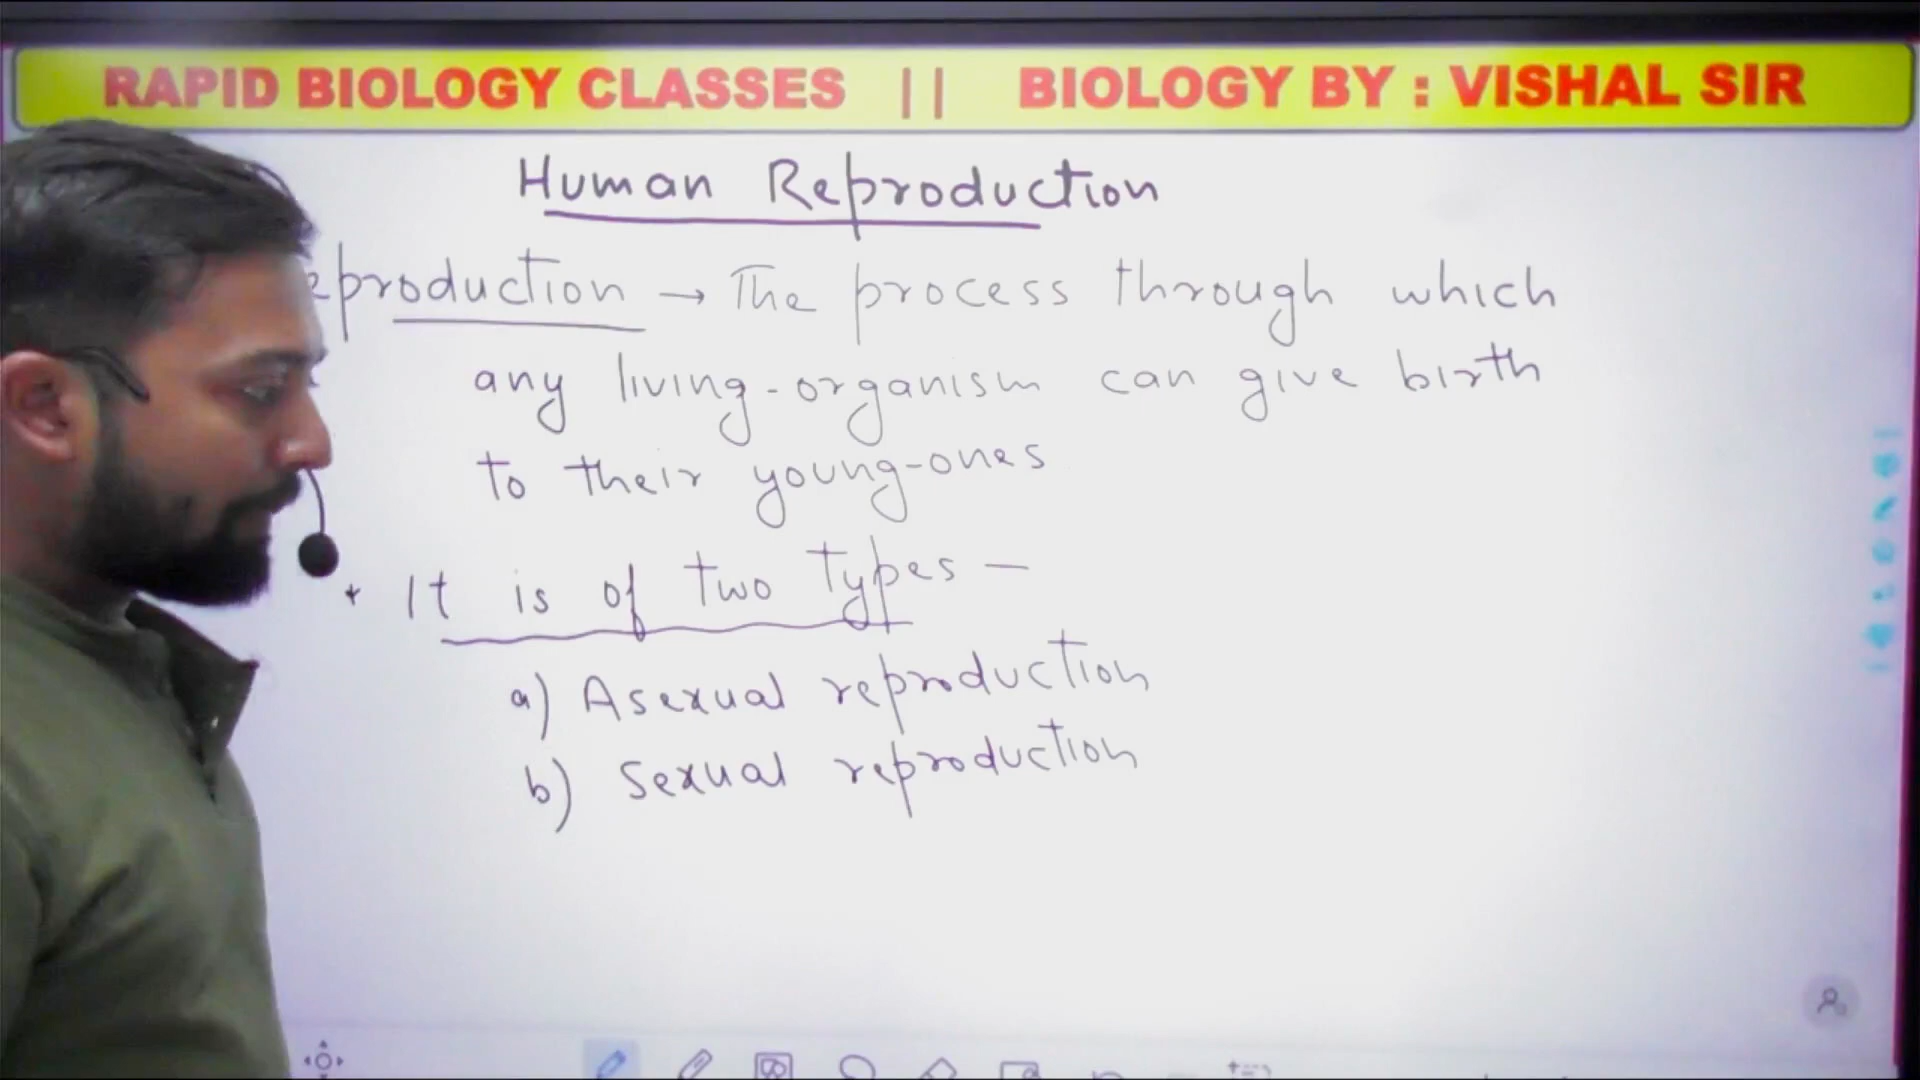 RAPID BIOLOGY CLASSES || BIOLOGY BY : VISHAL SIR
Human Reproduction
eproduction → The process through which
any living-organism can give birth
to their young-ones
* It is of two types —
a) Asexual reproduction
b) Sexual reproduction